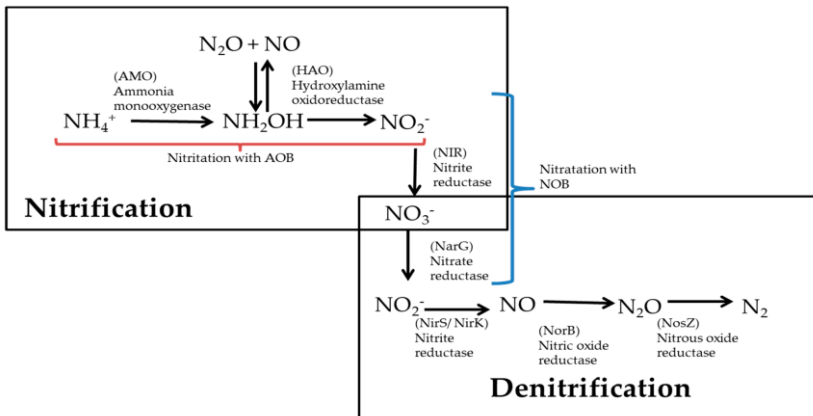 N₂O + NO
(AMO)
Ammonia
monooxygenase
(HAO)
Hydroxylamine
oxidoreductase
NH₄⁺
NH₂OH
NO₂⁻
Nitritation with AOB
(NIR)
Nitrite
reductase
Nitratation with
NOB
Nitrification
NO₃⁻
(NarG)
Nitrate
reductase
NO₂⁻
NO
N₂O
N₂
(NirS/ NirK)
Nitrite
reductase
(NorB)
Nitric oxide
reductase
(NosZ)
Nitrous oxide
reductase
Denitrification